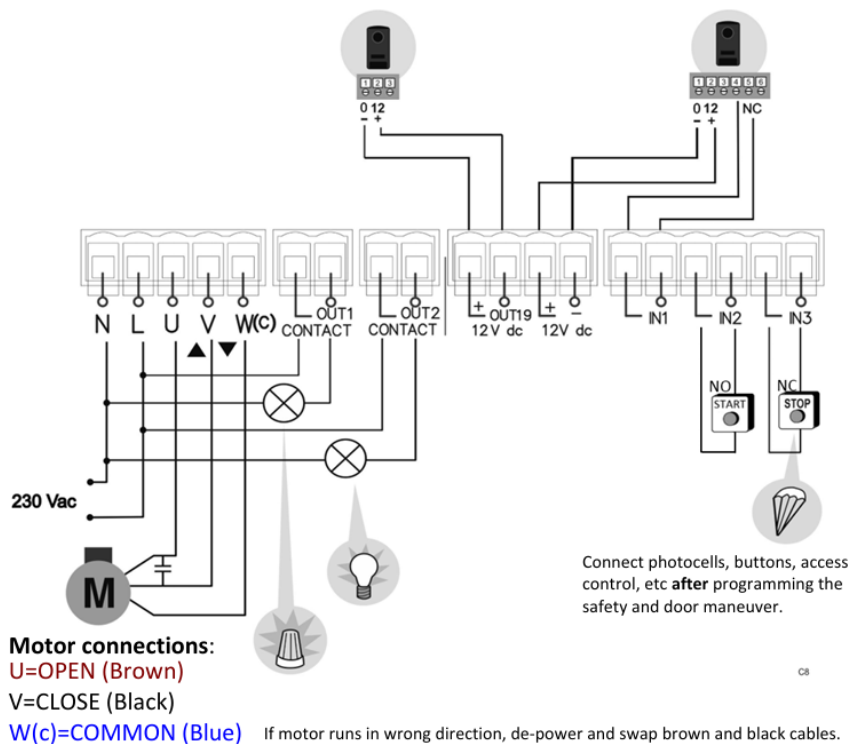 1 2 3
1 2 3 4 5 6
0 12
- +
0 12 NC
- +
N L U V W(C)
OUT1
CONTACT
OUT2
CONTACT
+ OUT19
12V dc
+ -
12V dc
IN1
IN2
IN3
NO
START
NC
STOP
230 Vac
M
Connect photocells, buttons, access
control, etc after programming the
safety and door maneuver.
C8
Motor connections:
U=OPEN (Brown)
V=CLOSE (Black)
W(c)=COMMON (Blue) If motor runs in wrong direction, de-power and swap brown and black cables.